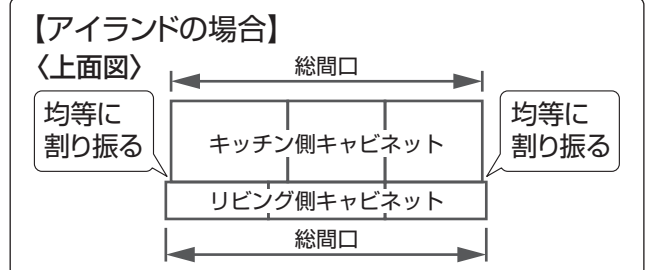 【アイランドの場合】
〈上面図〉
総間口
均等に
割り振る
均等に
割り振る
キッチン側キャビネット
リビング側キャビネット
総間口